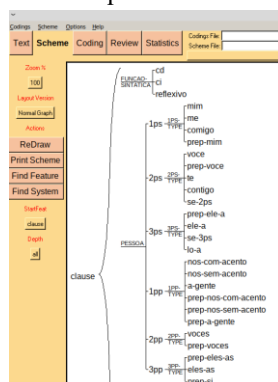 Codings Scheme Options Help
Text Scheme Coding Review Statistics
Codings File:
Scheme File:
Zoom %
100
Layout Version
Normal Graph
Actions
ReDraw
Print Scheme
Find Feature
Find System
StartFeat
clause
Depth
all
clause
FUNCAO-
SINTATICA
cd
ci
reflexivo
PESSOA
1ps
1PS-
TYPE
mim
me
comigo
prep-mim
2ps
2PS-
TYPE
voce
prep-voce
te
contigo
se-2ps
3ps
3PS-
TYPE
prep-ele-a
ele-a
se-3ps
lo-a
1pp
1PP-
TYPE
nos-com-acento
nos-sem-acento
a-gente
prep-nos-com-acento
prep-nos-sem-acento
prep-a-gente
2pp
2PP-
TYPE
voces
prep-voces
3pp
3PP-
TYPE
prep-eles-as
eles-as
prep-si